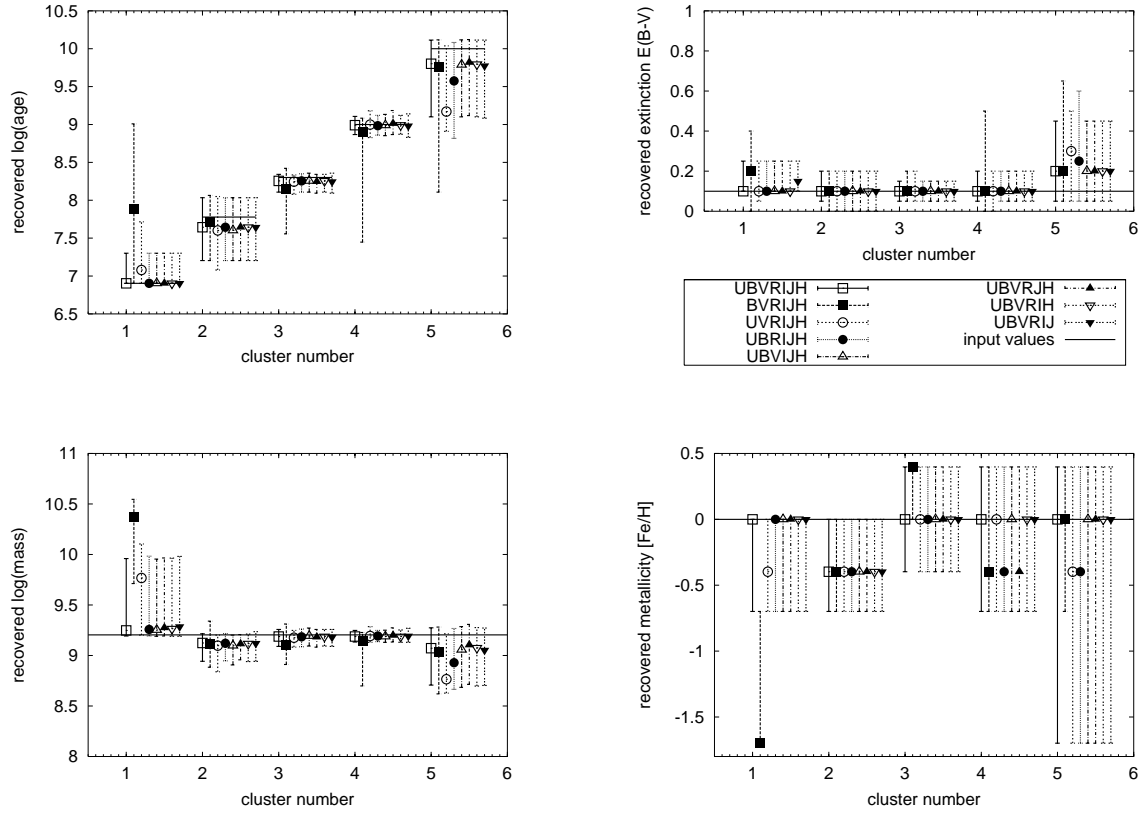 recovered log(age)
10.5
10
9.5
9
8.5
8
7.5
7
6.5
1 2 3 4 5 6
cluster number
recovered extinction E(B-V)
1
0.8
0.6
0.4
0.2
0
1 2 3 4 5 6
cluster number
UBVRIJH
BVRIJH
UVRIJH
UBRIJH
UBVIJH
UBVRJH
UBVRIH
UBVRIJ
input values
recovered log(mass)
11
10.5
10
9.5
9
8.5
8
1 2 3 4 5 6
cluster number
recovered metallicity [Fe/H]
0.5
0
-0.5
-1
-1.5
1 2 3 4 5 6
cluster number